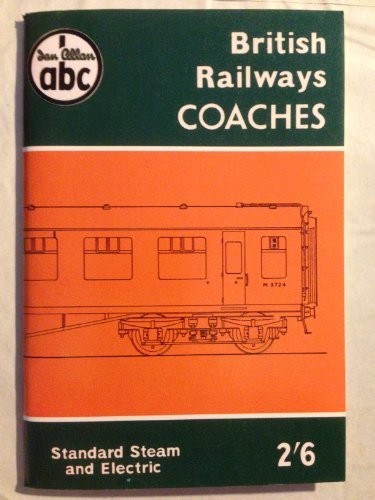 Ian Allan
abc
British
Railways
COACHES
M 3724
Standard Steam
and Electric
2'6